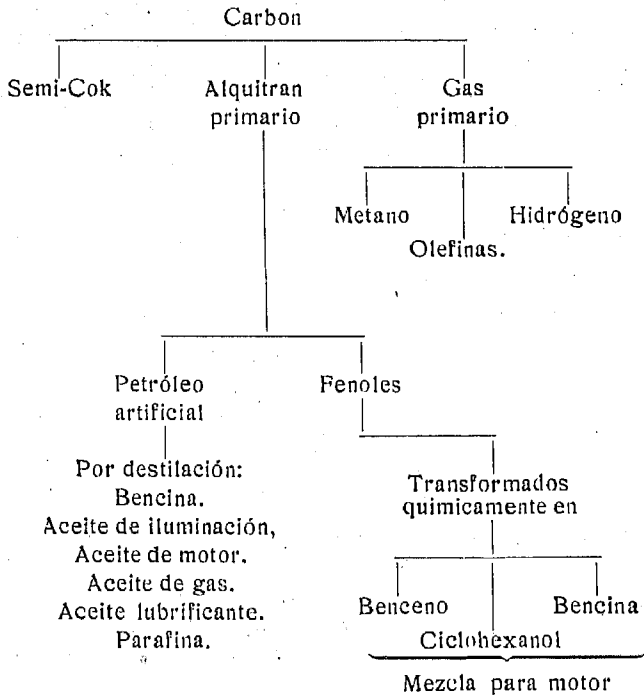 Carbon
Semi-Cok
Alquitran
primario
Gas
primario
Metano
Hidrógeno
Olefinas.
Petróleo
artificial
Fenoles
Por destilación:
Bencina.
Aceite de iluminación,
Aceite de motor.
Aceite de gas.
Aceite lubrificante.
Parafina.
Transformados
quimicamente en
Benceno
Bencina
Ciclohexanol
Mezcla para motor